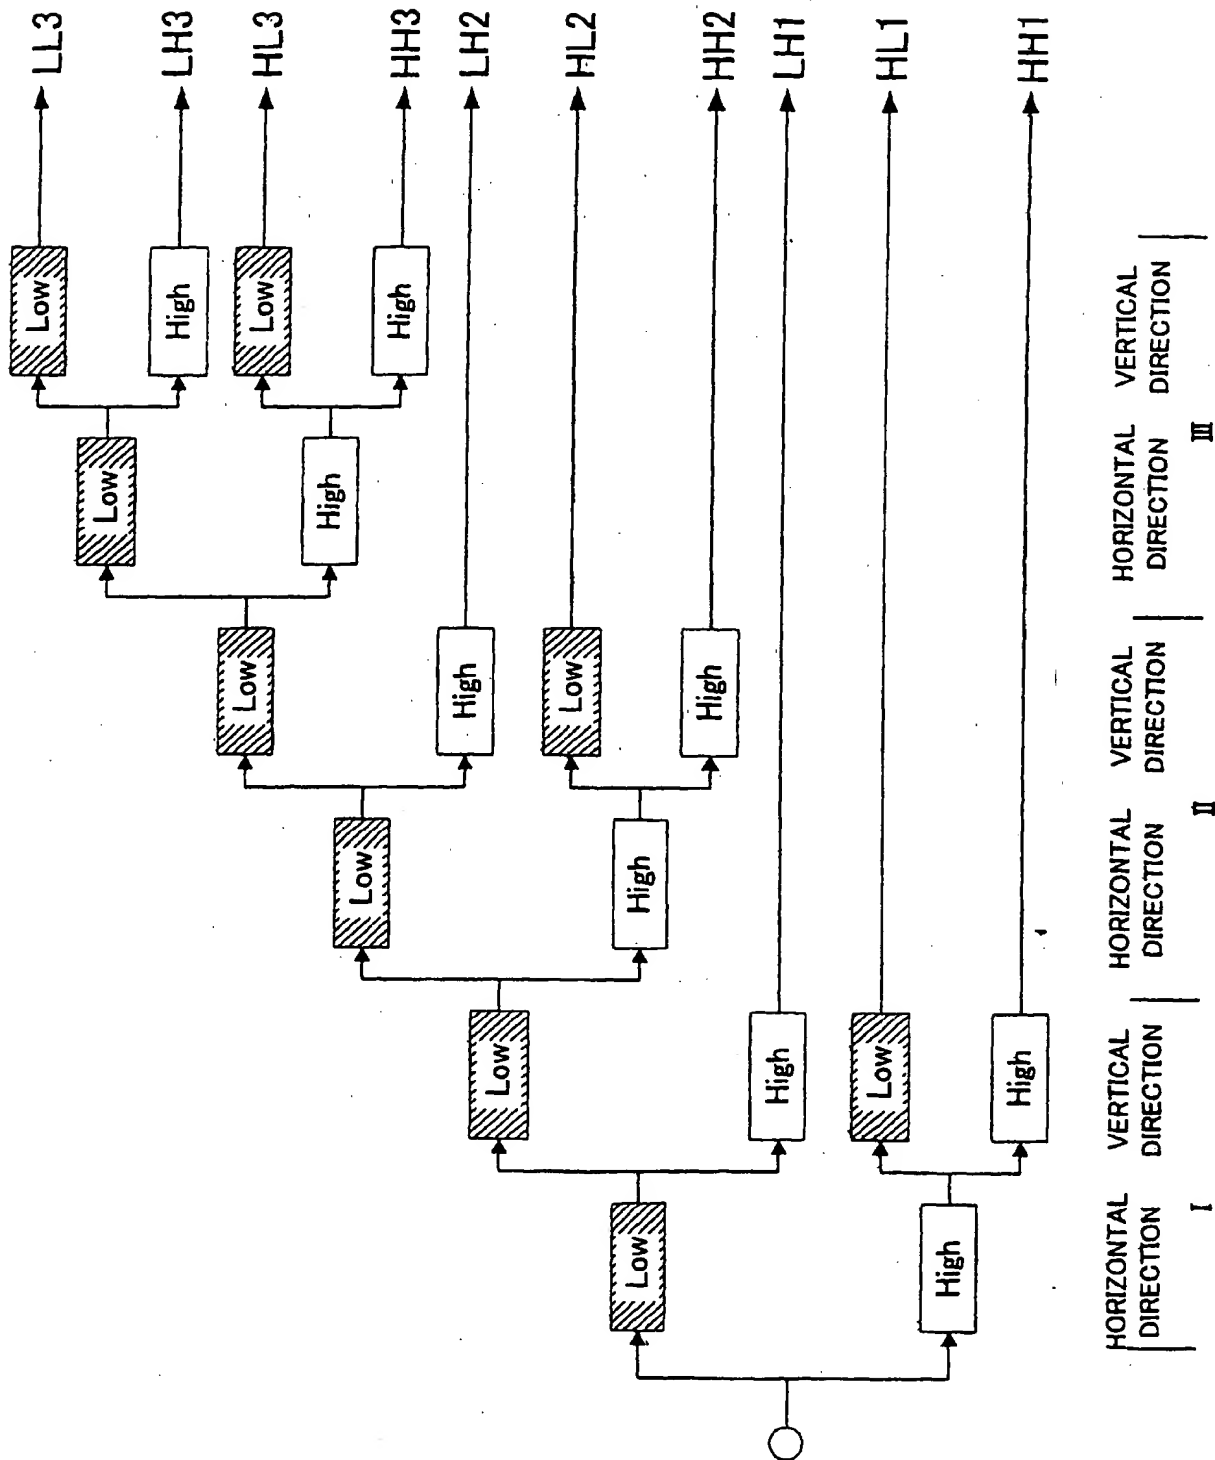 Low LL3
Low
High LH3
Low
Low HL3
High
Low
High HH3
High LH2
Low
Low HL2
Low
High
High HH2
High LH1
Low HL1
High
High HH1
HORIZONTAL DIRECTION
VERTICAL DIRECTION
I
HORIZONTAL DIRECTION
VERTICAL DIRECTION
II
HORIZONTAL DIRECTION
VERTICAL DIRECTION
III